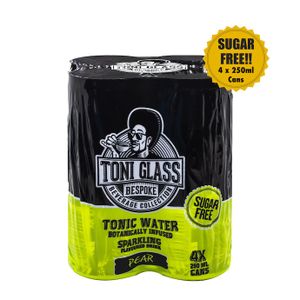 SUGAR
FREE!!
4 x 250ml
Cans
TONI GLASS
BESPOKE
BEVERAGE COLLECTION
SUGAR
FREE
TONIC WATER
BOTANICALLY INFUSED
SPARKLING
FLAVOURED DRINK
PEAR
4X
250 ML
CANS